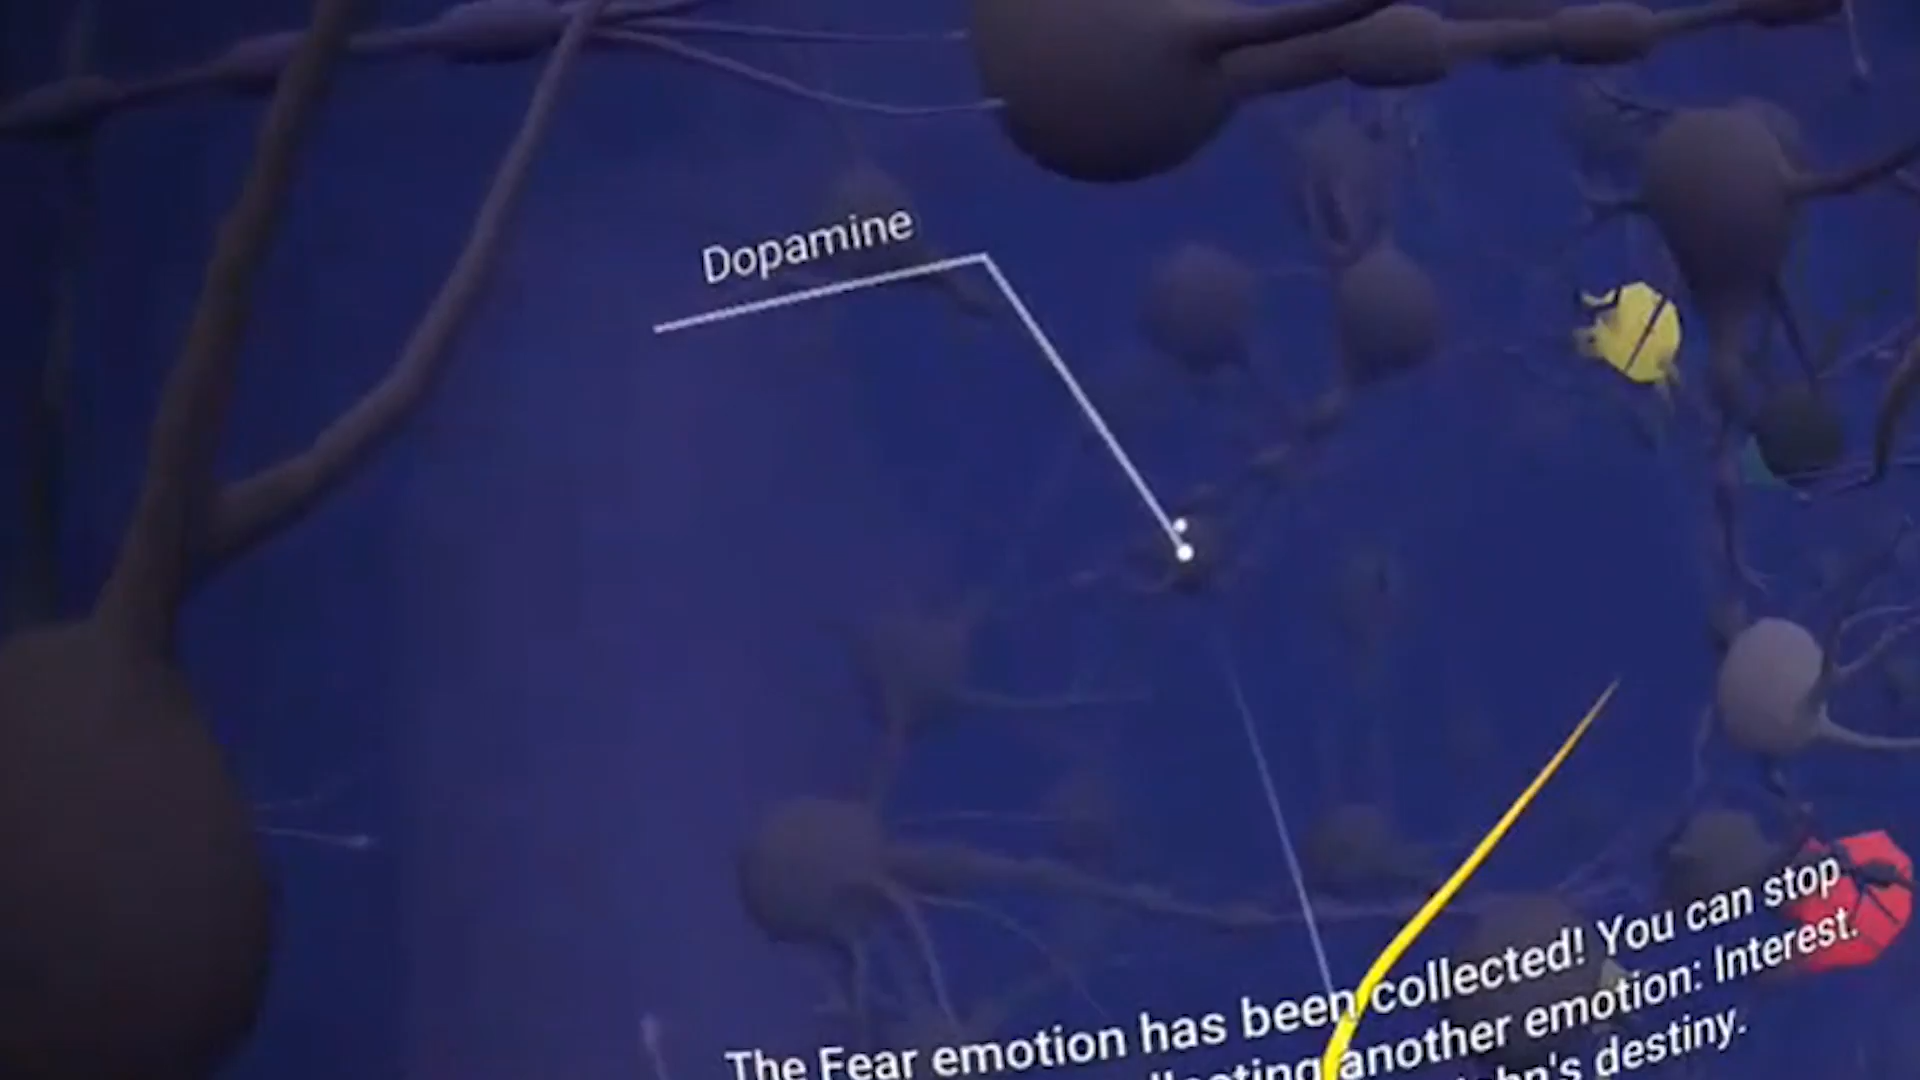 Dopamine
The Fear emotion has been collected! You can stop
another emotion: Interest.
destiny.